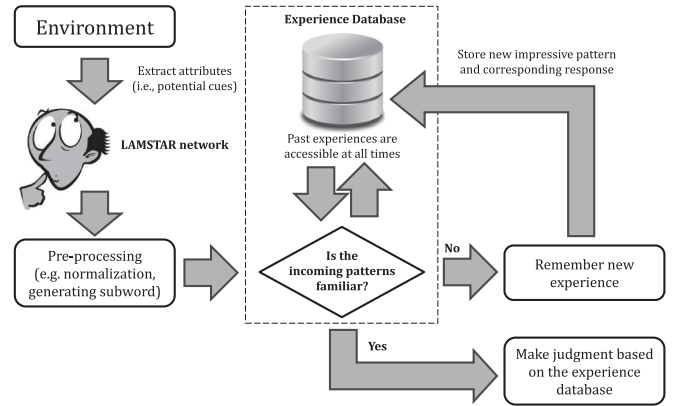 Environment
Extract attributes
(i.e., potential cues)
LAMSTAR network
Pre-processing
(e.g. normalization,
generating subword)
Experience Database
Past experiences are
accessible at all times
Is the
incoming patterns
familiar?
No
Remember new
experience
Store new impressive pattern
and corresponding response
Yes
Make judgment based
on the experience
database